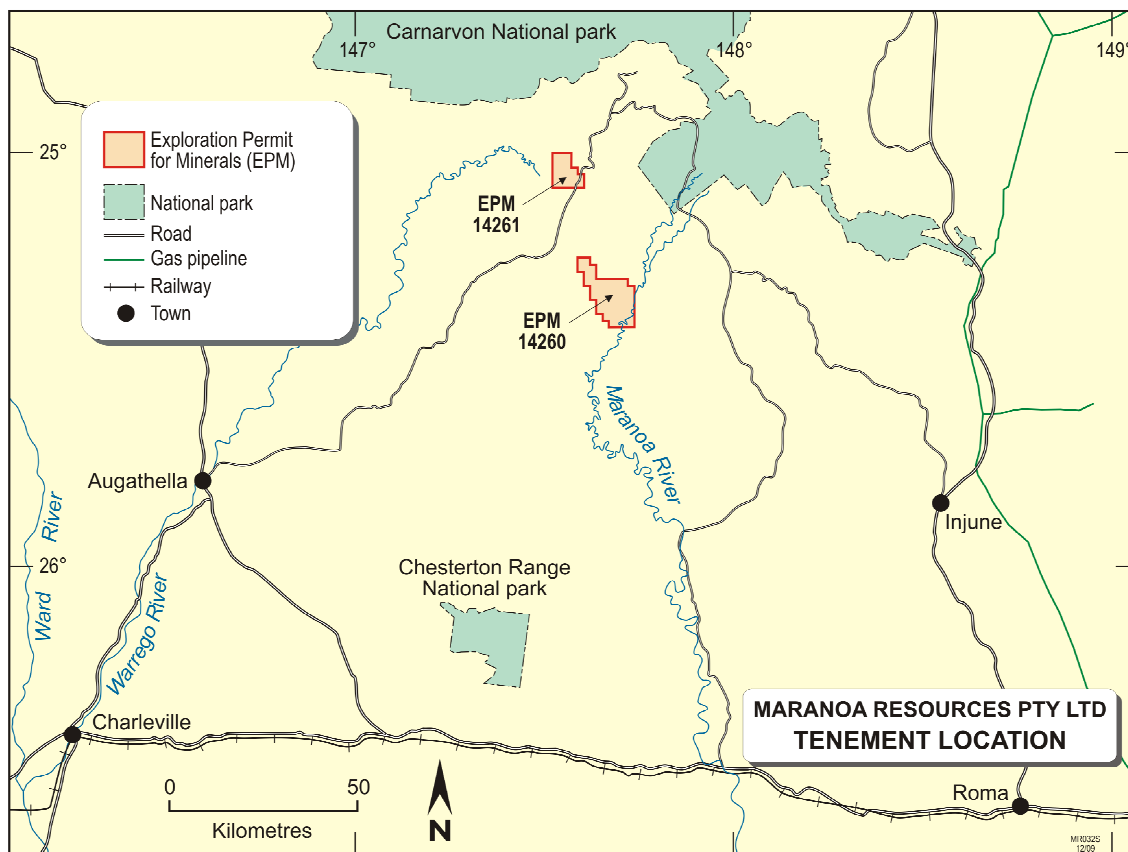 Carnarvon National park
147°
148°
149°
25°
Exploration Permit
for Minerals (EPM)
National park
Road
Gas pipeline
Railway
Town
EPM
14261
EPM
14260
Maranoa River
Augathella
Injune
Ward River
Warrego River
26°
Chesterton Range
National park
Charleville
MARANOA RESOURCES PTY LTD
TENEMENT LOCATION
Roma
0 50
Kilometres
N
MR032S
12/09